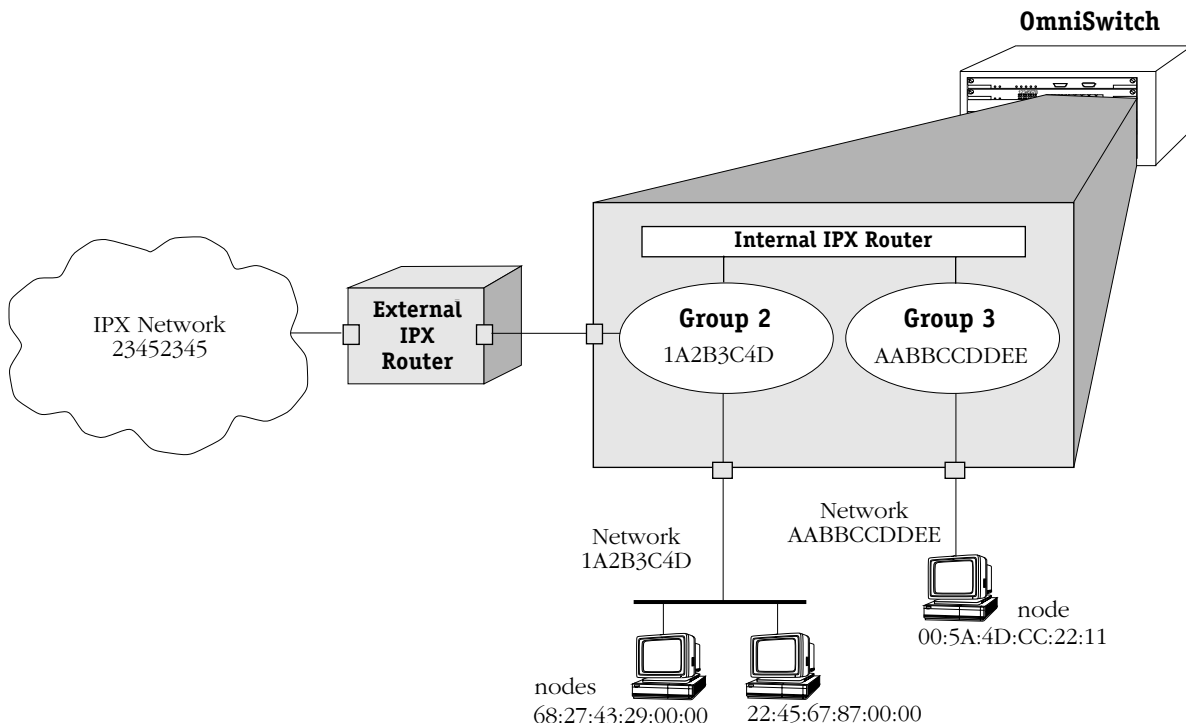 OmniSwitch
Internal IPX Router
IPX Network
23452345
External
IPX
Router
Group 2
1A2B3C4D
Group 3
AABBCCDDEE
Network
1A2B3C4D
Network
AABBCCDDEE
node
00:5A:4D:CC:22:11
nodes
68:27:43:29:00:00
22:45:67:87:00:00